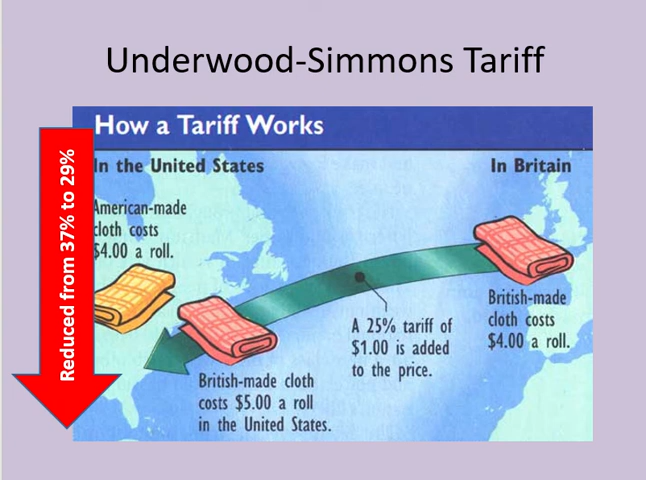 Underwood-Simmons Tariff
Reduced from 37% to 29%
How a Tariff Works
In the United States
In Britain
American-made
cloth costs
$4.00 a roll.
British-made cloth
costs $5.00 a roll
in the United States.
A 25% tariff of
$1.00 is added
to the price.
British-made
cloth costs
$4.00 a roll.